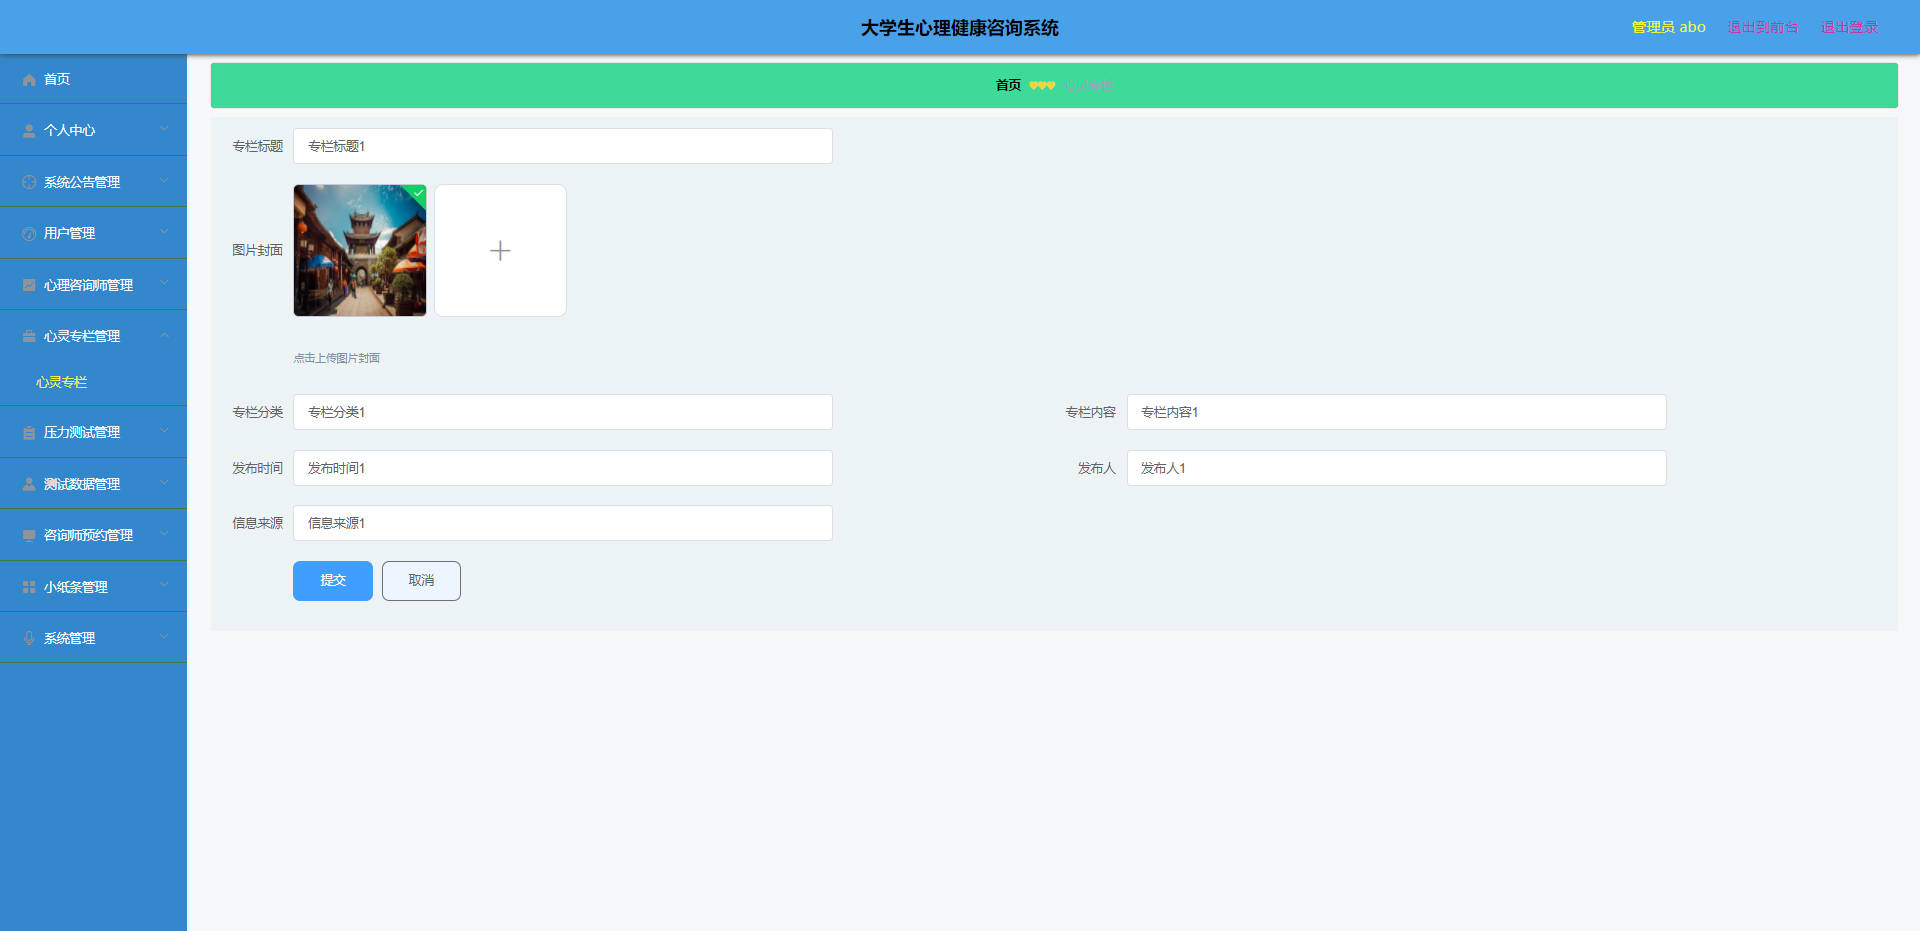 大学生心理健康咨询系统
管理员 abo
退出到前台
退出登录
首页
个人中心
系统公告管理
用户管理
心理咨询师管理
心灵专栏管理
心灵专栏
压力测试管理
测试数据管理
咨询师预约管理
小纸条管理
系统管理
首页 心灵专栏
专栏标题 专栏标题1
图片封面
点击上传图片封面
专栏分类 专栏分类1 专栏内容 专栏内容1
发布时间 发布时间1 发布人 发布人1
信息来源 信息来源1
提交 取消